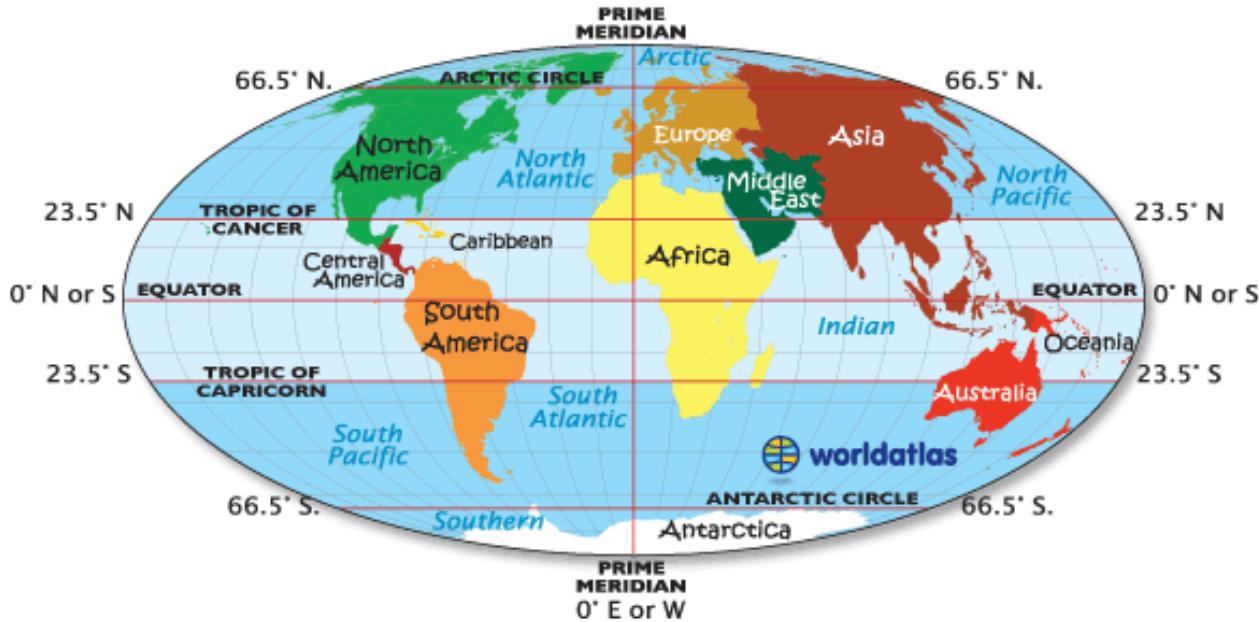 PRIME
MERIDIAN
Arctic
66.5° N.
ARCTIC CIRCLE
66.5° N.
North
America
Europe
Asia
North
Atlantic
Middle
East
North
Pacific
23.5° N
TROPIC OF
CANCER
23.5° N
Caribbean
Central
America
Africa
0° N or S
EQUATOR
EQUATOR
0° N or S
South
America
Indian
Oceania
23.5° S
TROPIC OF
CAPRICORN
23.5° S
Australia
South
Atlantic
South
Pacific
worldatlas
66.5° S.
ANTARCTIC CIRCLE
66.5° S.
Southern
Antarctica
PRIME
MERIDIAN
0° E or W